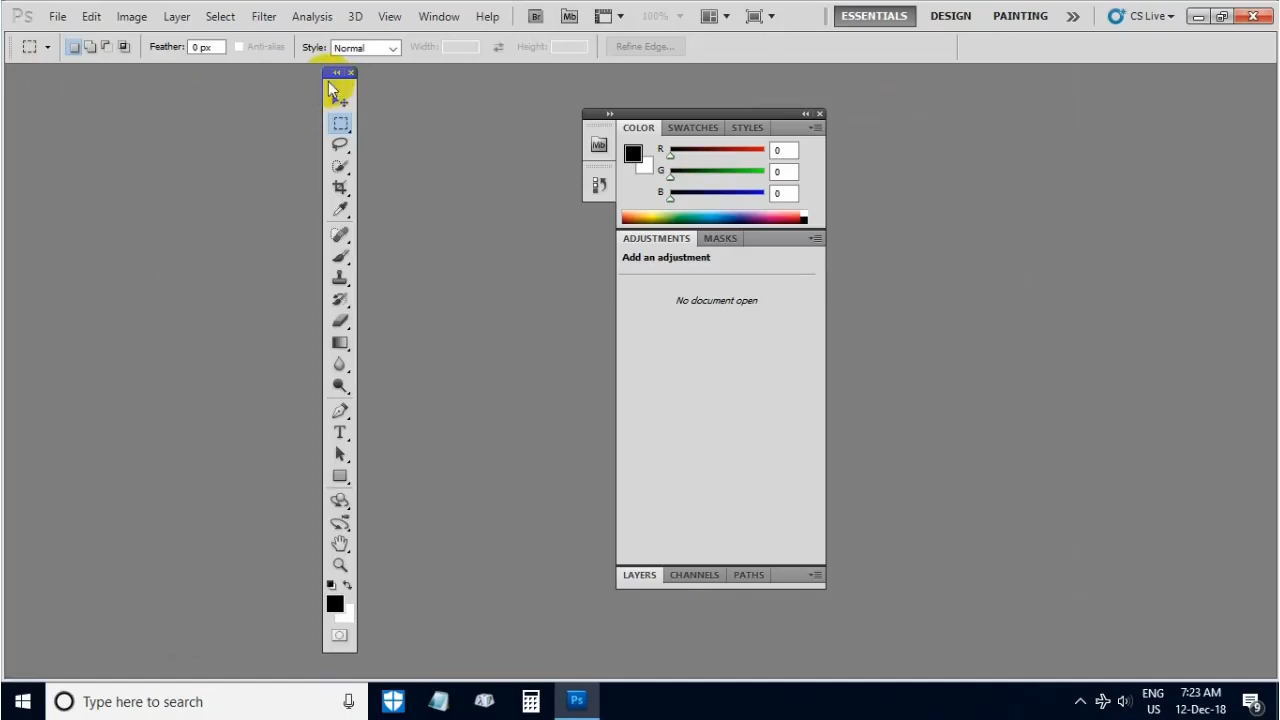 Ps File Edit Image Layer Select Filter Analysis 3D View Window Help Br Mb 100% ESSENTIALS DESIGN PAINTING CS Live
Feather: 0 px Anti-alias Style: Normal Width: Height: Refine Edge...
COLOR SWATCHES STYLES
Mb
R 0
G 0
B 0
ADJUSTMENTS MASKS
Add an adjustment
No document open
T
LAYERS CHANNELS PATHS
Type here to search
Ps
ENG
US
7:23 AM
12-Dec-18
9